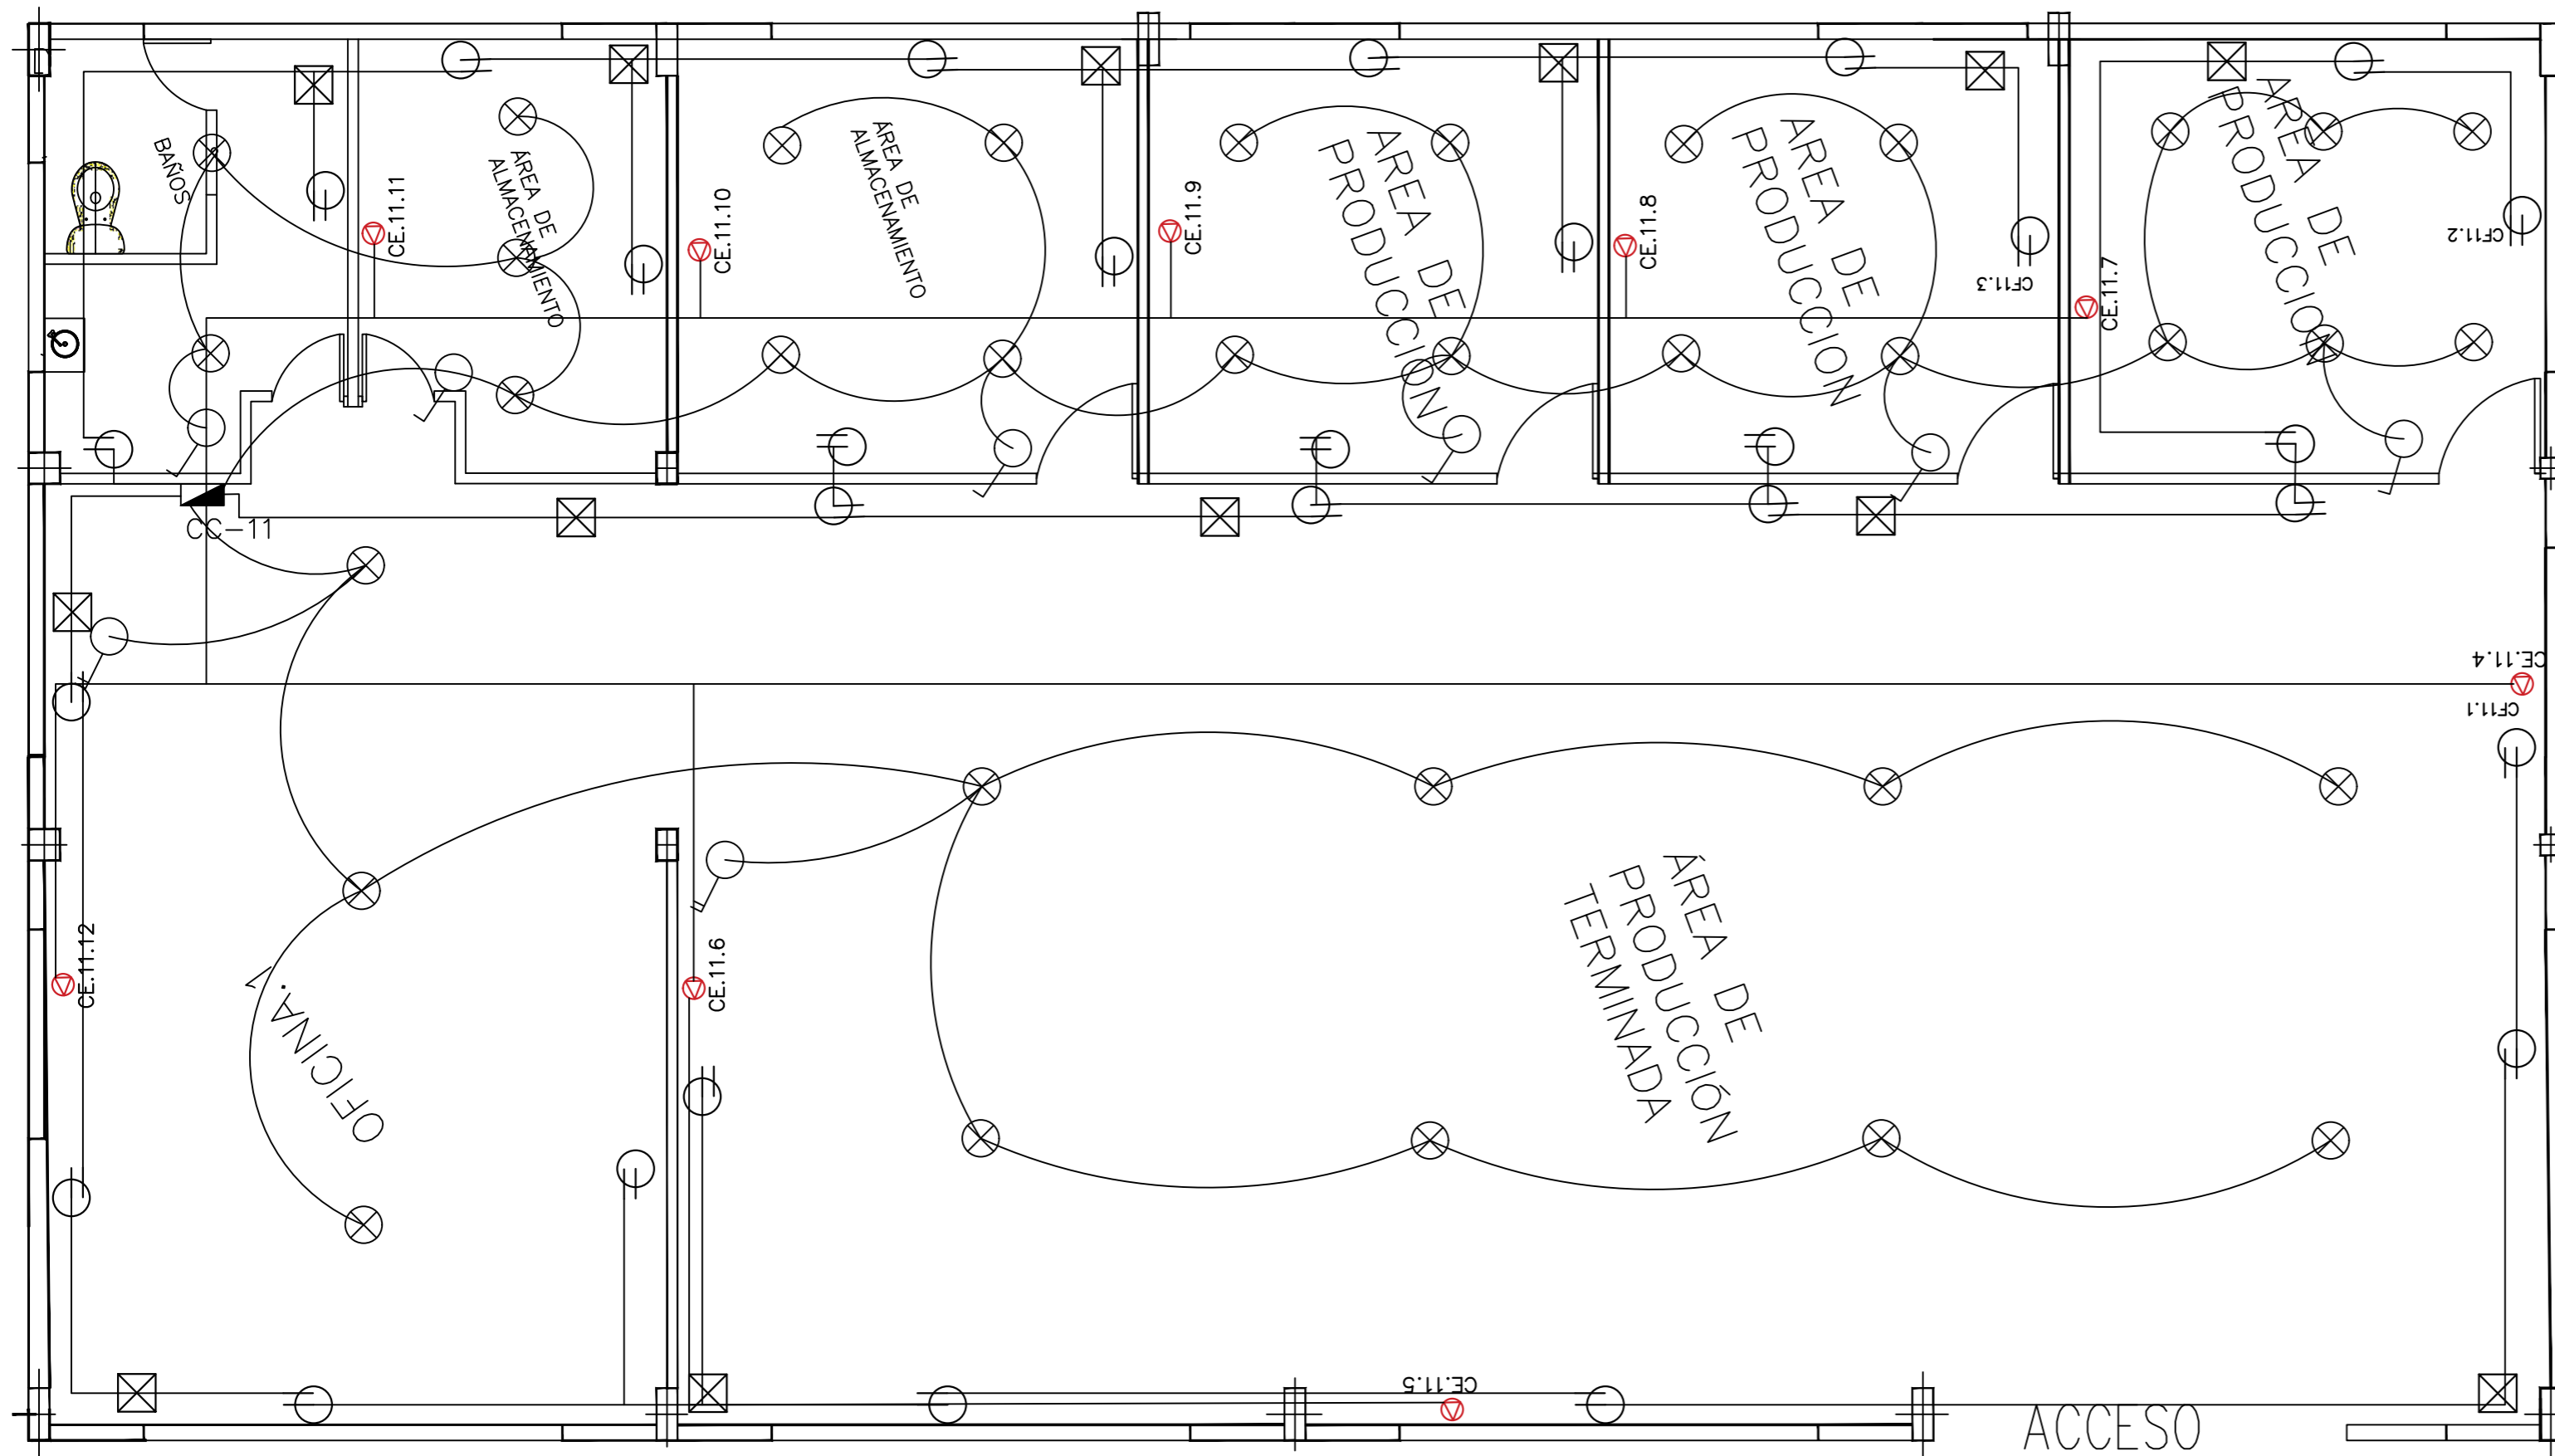 BAÑOS
CE.11.11
ÁREA DE
ALMACENAMIENTO
CE.11.10
ÁREA DE
ALMACENAMIENTO
CE.11.9
AREA DE
PRODUCCION
CE.11.8
AREA DE
PRODUCCION
CF11.3
CE.11.7
AREA DE
PRODUCCION
CF11.2
CC-11
CE.11.4
CF11.1
CE.11.12
OFICINA.
CE.11.6
ÁREA DE
PRODUCCIÓN
TERMINADA
CE.11.5
ACCESO